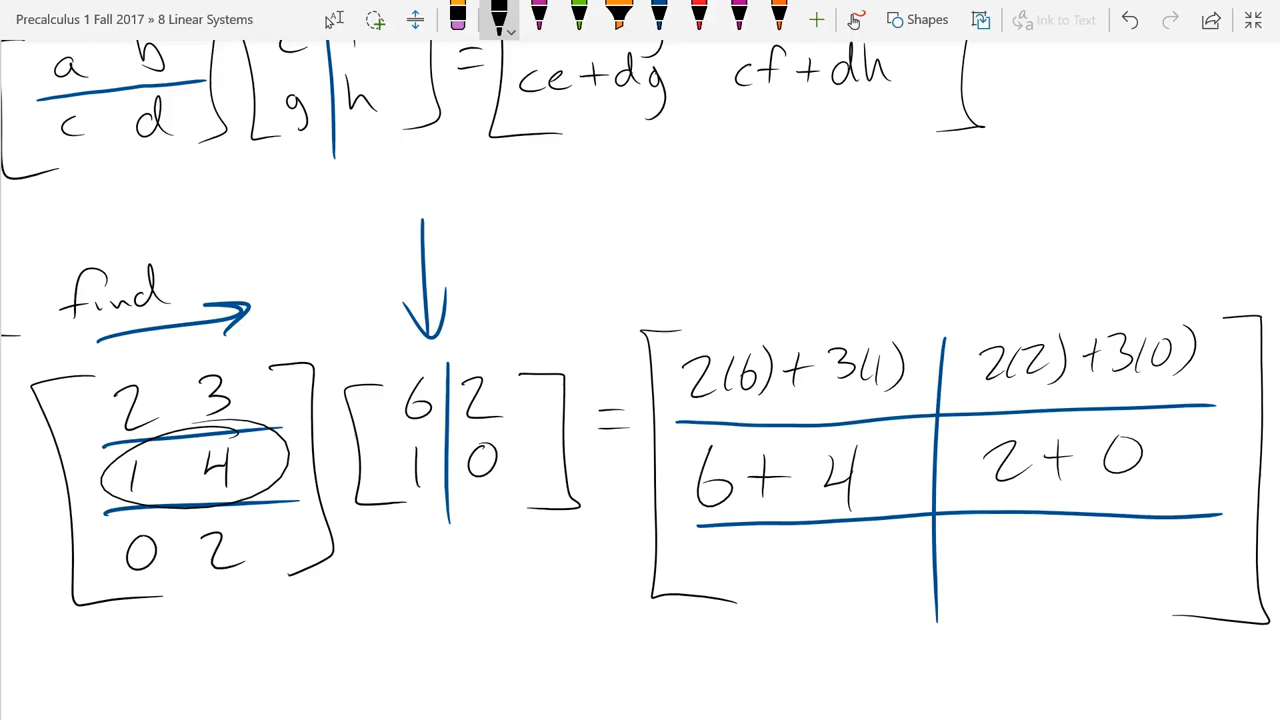 Precalculus 1 Fall 2017 » 8 Linear Systems
Shapes
Ink to Text
a b
c d
g h
=
ce+dg cf+dh
find
2 3
1 4
0 2
6 2
1 0
=
2(6)+3(1) 2(2)+3(0)
6+4 2+0